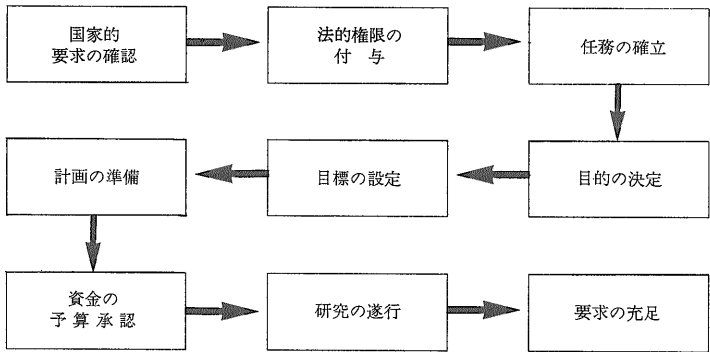 国家的
要求の確認
法的権限の
付与
任務の確立
目的の決定
目標の設定
計画の準備
資金の
予算承認
研究の遂行
要求の充足